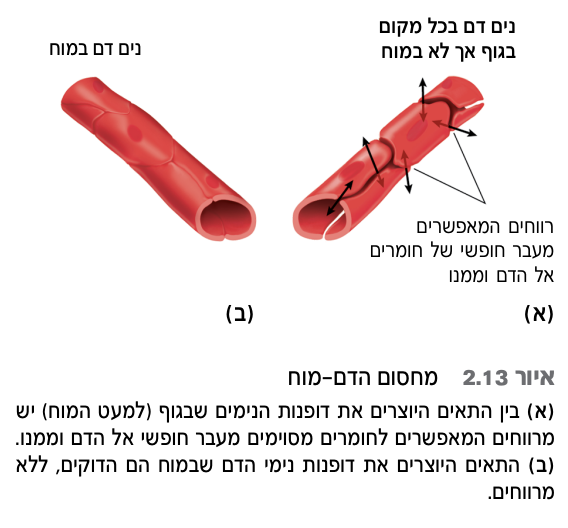 נים דם בכל מקום
בגוף אך לא במוח
נים דם במוח
רווחים המאפשרים
מעבר חופשי של חומרים
אל הדם וממנו
(א)
(ב)
איור 2.13 מחסום הדם-מוח
(א) בין התאים היוצרים את דופנות הנימים שבגוף (למעט המוח) יש
מרווחים המאפשרים לחומרים מסוימים מעבר חופשי אל הדם וממנו.
(ב) התאים היוצרים את דופנות נימי הדם שבמוח הם הדוקים, ללא
מרווחים.